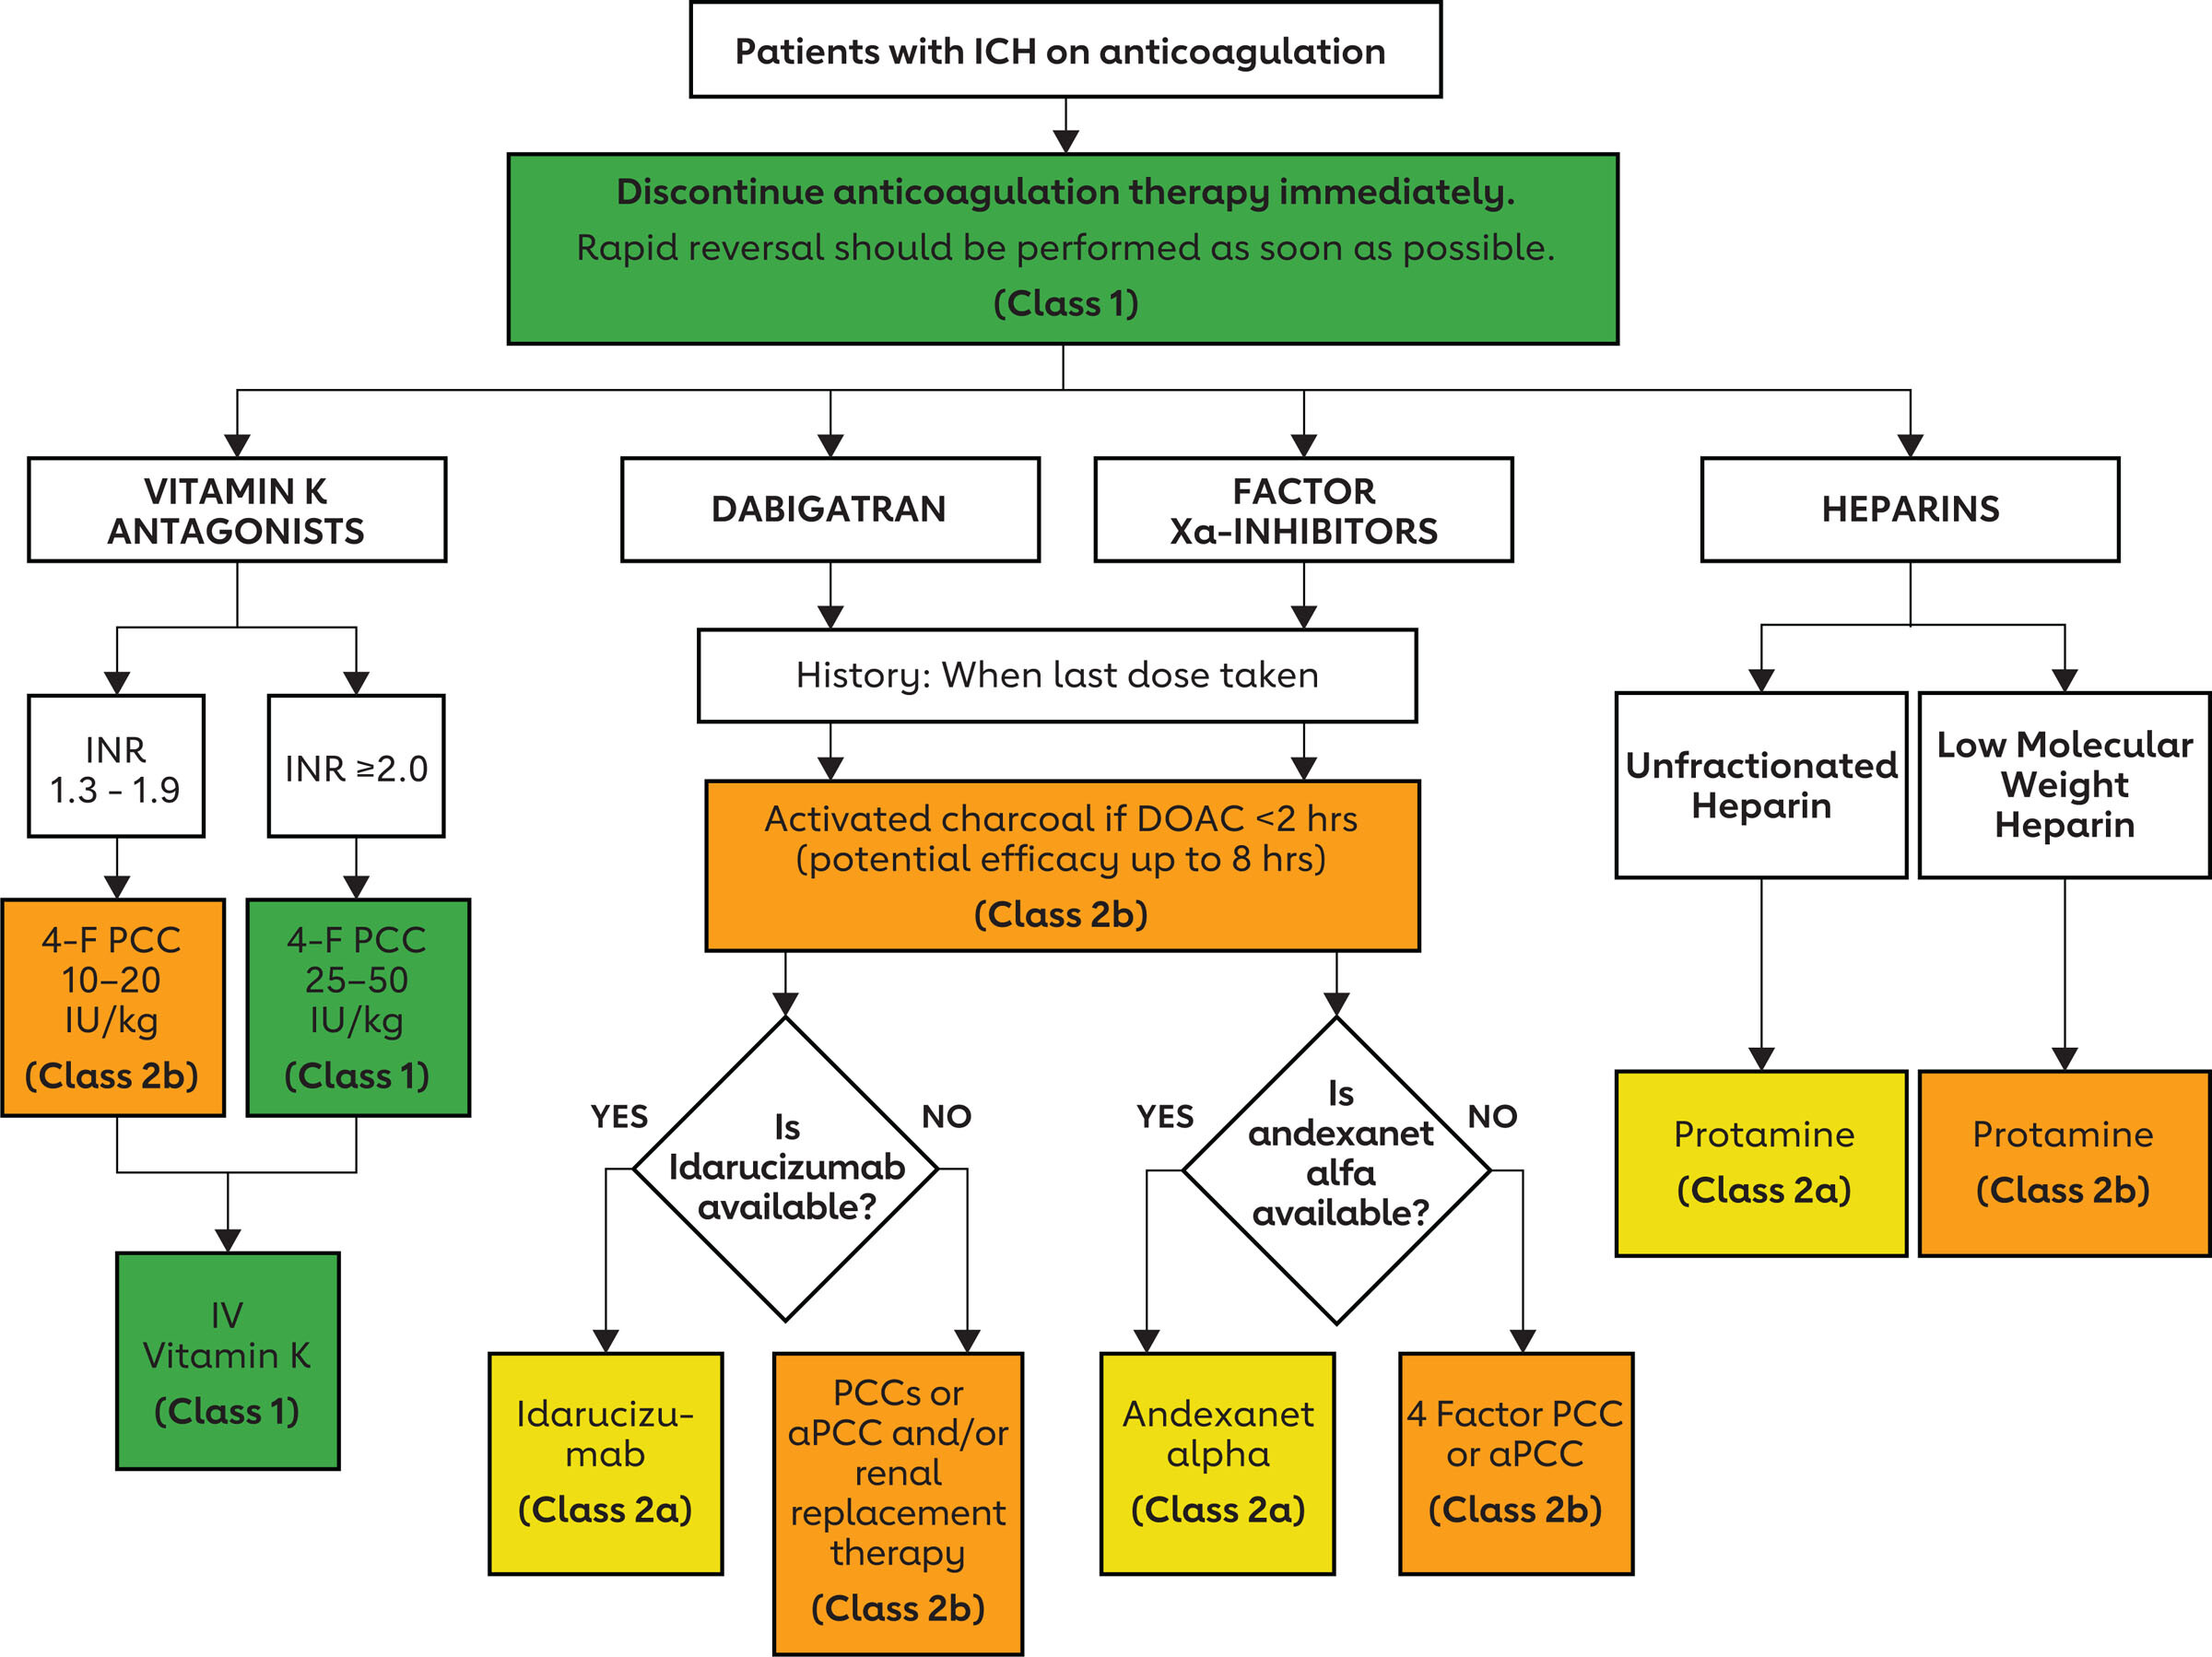 Patients with ICH on anticoagulation
Discontinue anticoagulation therapy immediately.
Rapid reversal should be performed as soon as possible.
(Class 1)
VITAMIN K
ANTAGONISTS
DABIGATRAN
FACTOR
Xa-INHIBITORS
HEPARINS
History: When last dose taken
INR
1.3 – 1.9
INR ≥2.0
Unfractionated
Heparin
Low Molecular
Weight
Heparin
Activated charcoal if DOAC <2 hrs
(potential efficacy up to 8 hrs)
(Class 2b)
4-F PCC
10–20
IU/kg
(Class 2b)
4-F PCC
25–50
IU/kg
(Class 1)
YES
Is
Idarucizumab
available?
NO
YES
Is
andexanet
alfa
available?
NO
Protamine
(Class 2a)
Protamine
(Class 2b)
IV
Vitamin K
(Class 1)
Idarucizu-
mab
(Class 2a)
PCCs or
aPCC and/or
renal
replacement
therapy
(Class 2b)
Andexanet
alpha
(Class 2a)
4 Factor PCC
or aPCC
(Class 2b)